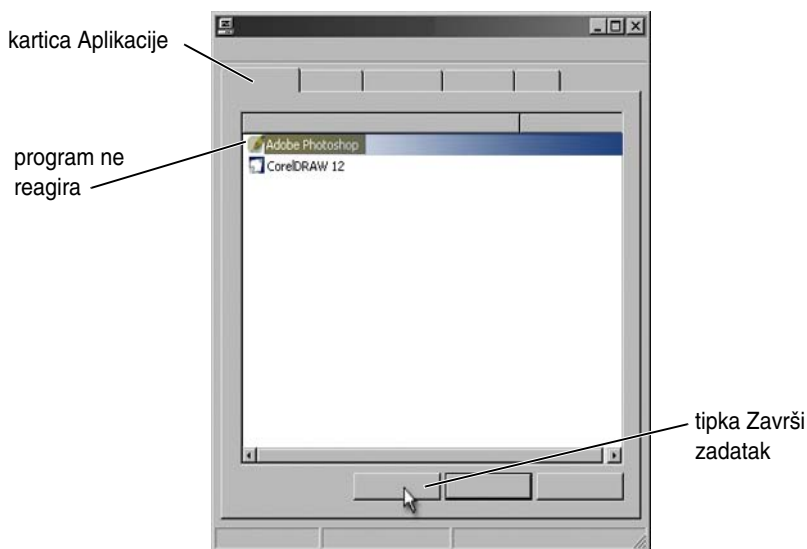 kartica Aplikacije
program ne
reagira
Adobe Photoshop
CorelDRAW 12
tipka Završi
zadatak